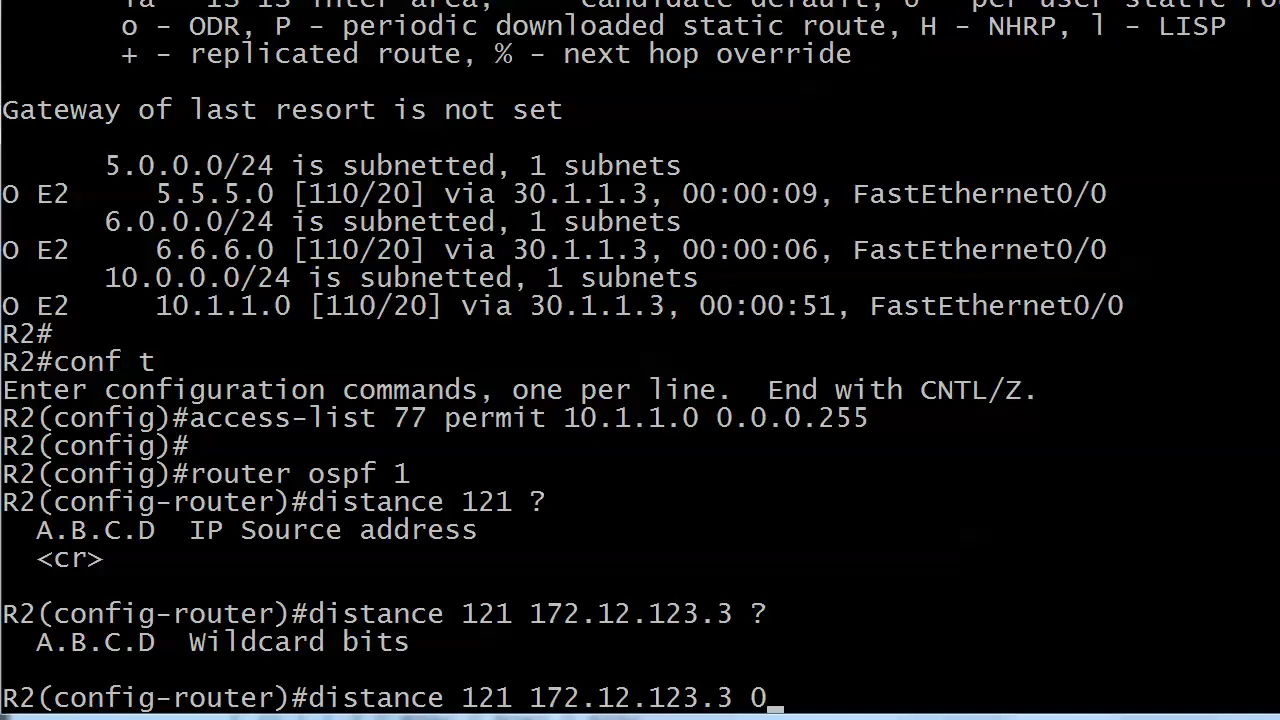 o - ODR, P - periodic downloaded static route, H - NHRP, l - LISP
+ - replicated route, % - next hop override
Gateway of last resort is not set
5.0.0.0/24 is subnetted, 1 subnets
O E2 5.5.5.0 [110/20] via 30.1.1.3, 00:00:09, FastEthernet0/0
6.0.0.0/24 is subnetted, 1 subnets
O E2 6.6.6.0 [110/20] via 30.1.1.3, 00:00:06, FastEthernet0/0
10.0.0.0/24 is subnetted, 1 subnets
O E2 10.1.1.0 [110/20] via 30.1.1.3, 00:00:51, FastEthernet0/0
R2#
R2#conf t
Enter configuration commands, one per line. End with CNTL/Z.
R2(config)#access-list 77 permit 10.1.1.0 0.0.0.255
R2(config)#
R2(config)#router ospf 1
R2(config-router)#distance 121 ?
A.B.C.D IP Source address
<cr>
R2(config-router)#distance 121 172.12.123.3 ?
A.B.C.D Wildcard bits
R2(config-router)#distance 121 172.12.123.3 0_